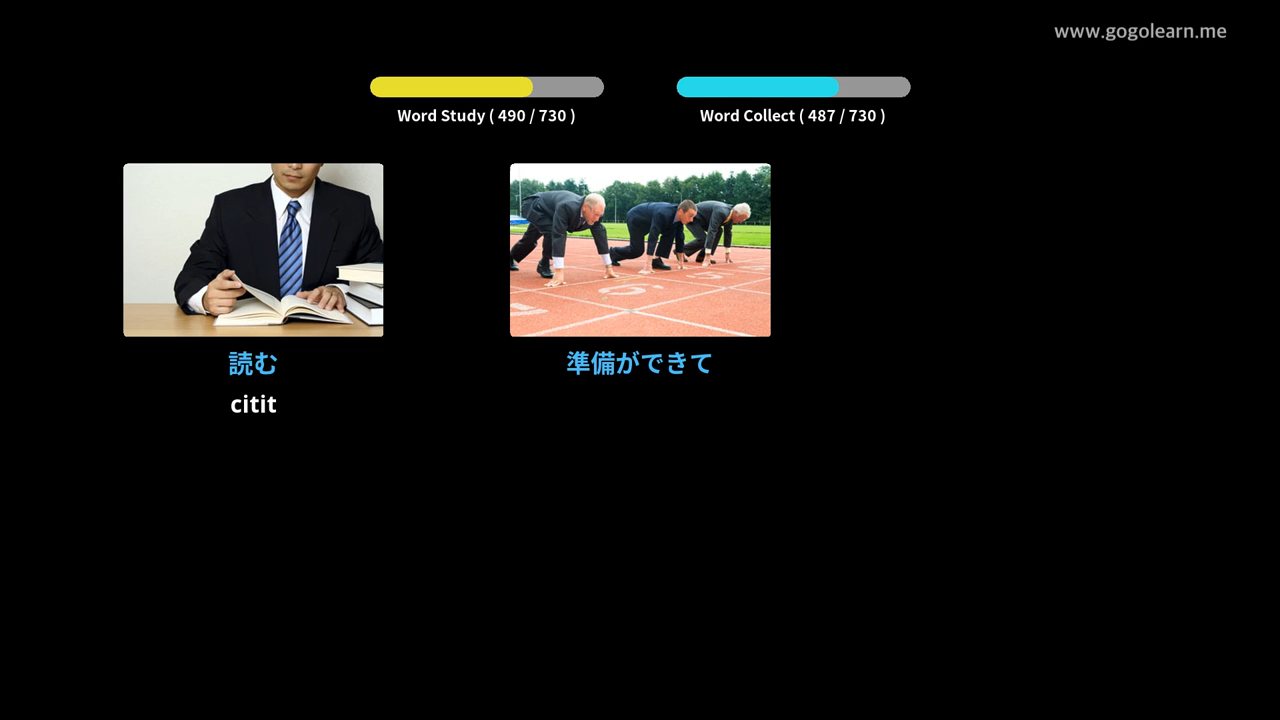 www.gogolearn.me
Word Study ( 490 / 730 )
Word Collect ( 487 / 730 )
読む
citit
準備ができて